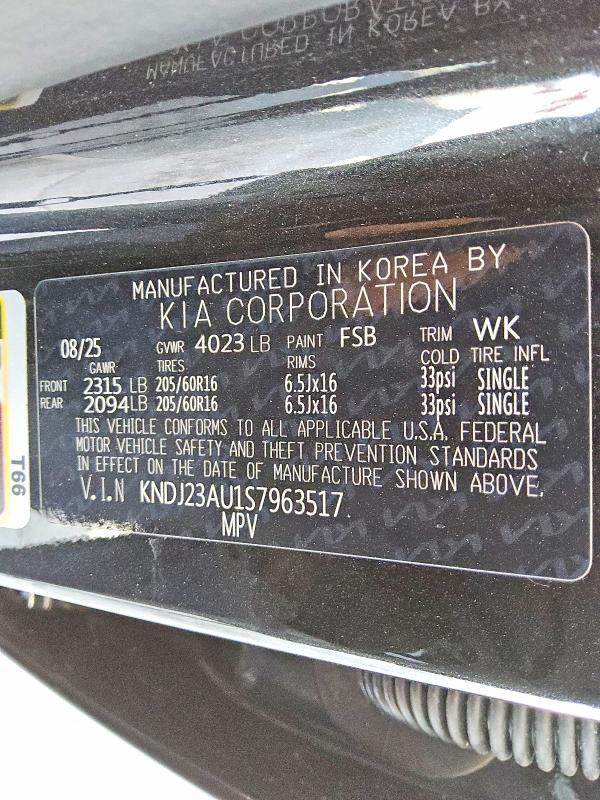 MANUFACTURED IN KOREA BY
KIA CORPORATION
08/25 GVWR 4023 LB PAINT FSB TRIM WK
GAWR TIRES RIMS COLD TIRE INFL
FRONT 2315 LB 205/60R16 6.5Jx16 33psi SINGLE
REAR 2094 LB 205/60R16 6.5Jx16 33psi SINGLE
THIS VEHICLE CONFORMS TO ALL APPLICABLE U.S.A. FEDERAL
MOTOR VEHICLE SAFETY AND THEFT PREVENTION STANDARDS
IN EFFECT ON THE DATE OF MANUFACTURE SHOWN ABOVE.
V.I.N KNDJ23AU1S7963517
MPV
T66